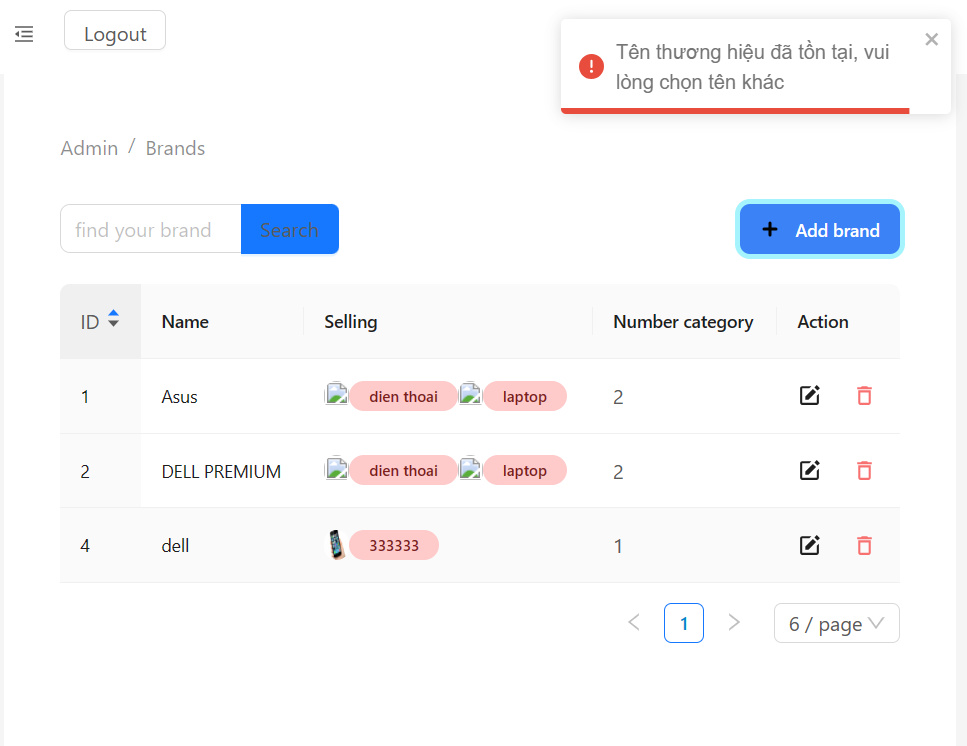 Logout
Tên thương hiệu đã tồn tại, vui
lòng chọn tên khác
Admin / Brands
find your brand Search
Add brand
ID Name Selling Number category Action
1 Asus dien thoai laptop 2
2 DELL PREMIUM dien thoai laptop 2
4 dell 333333 1
1 6 / page